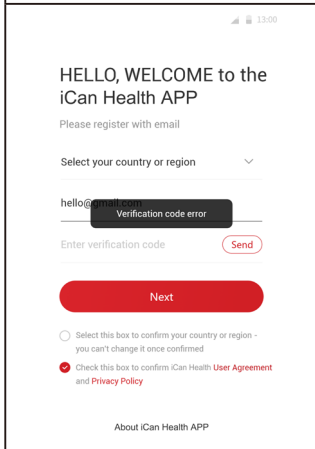 13:00
HELLO, WELCOME to the
iCan Health APP
Please register with email
Select your country or region
hello@gmail.com
Verification code error
Enter verification code
Send
Next
Select this box to confirm your country or region -
you can't change it once confirmed
Check this box to confirm iCan Health User Agreement
and Privacy Policy
About iCan Health APP